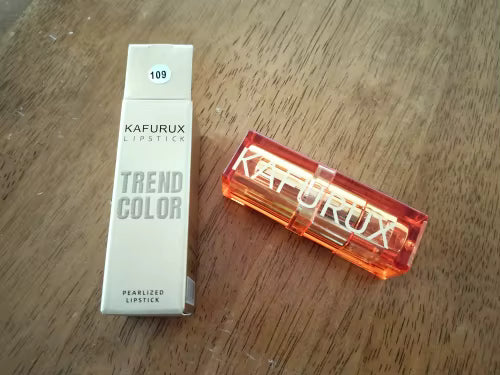 109
KAFURUX
LIPSTICK
TREND
COLOR
PEARLIZED
LIPSTICK
KAFURUX